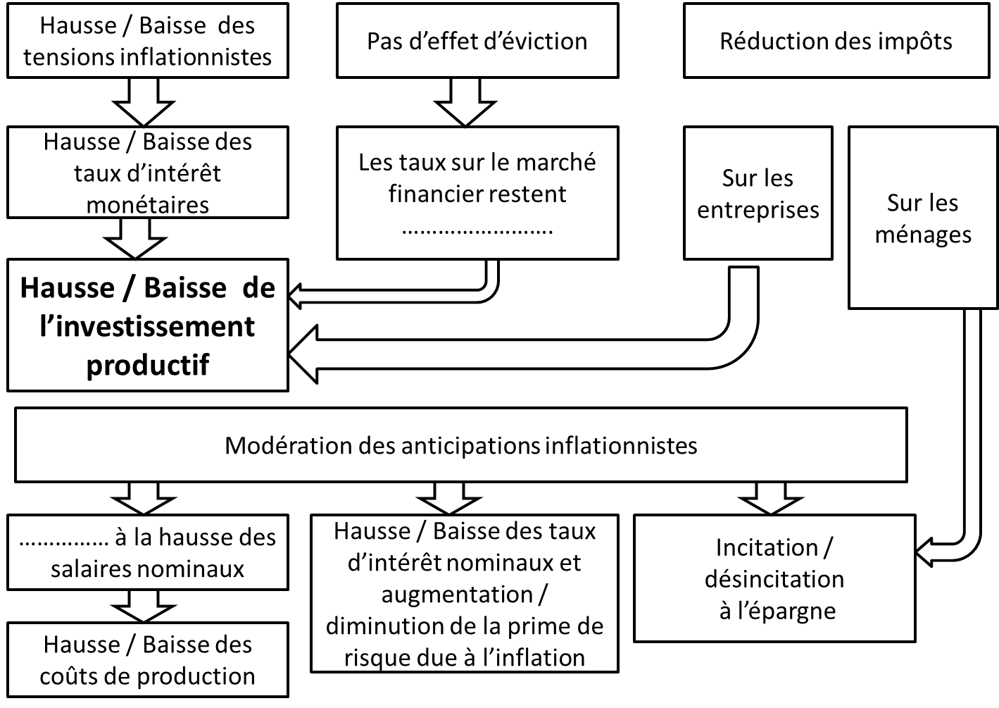 Hausse / Baisse  des
tensions inflationnistes
Pas d’effet d’éviction
Réduction des impôts
Hausse / Baisse des
taux d’intérêt
monétaires
Les taux sur le marché
financier restent
…………………….
Sur les
entreprises
Sur les
ménages
Hausse / Baisse  de
l’investissement
productif
Modération des anticipations inflationnistes
…………… à la hausse des
salaires nominaux
Hausse / Baisse des taux
d’intérêt nominaux et
augmentation /
diminution de la prime de
risque due à l’inflation
Incitation /
désincitation
à l’épargne
Hausse / Baisse des
coûts de production